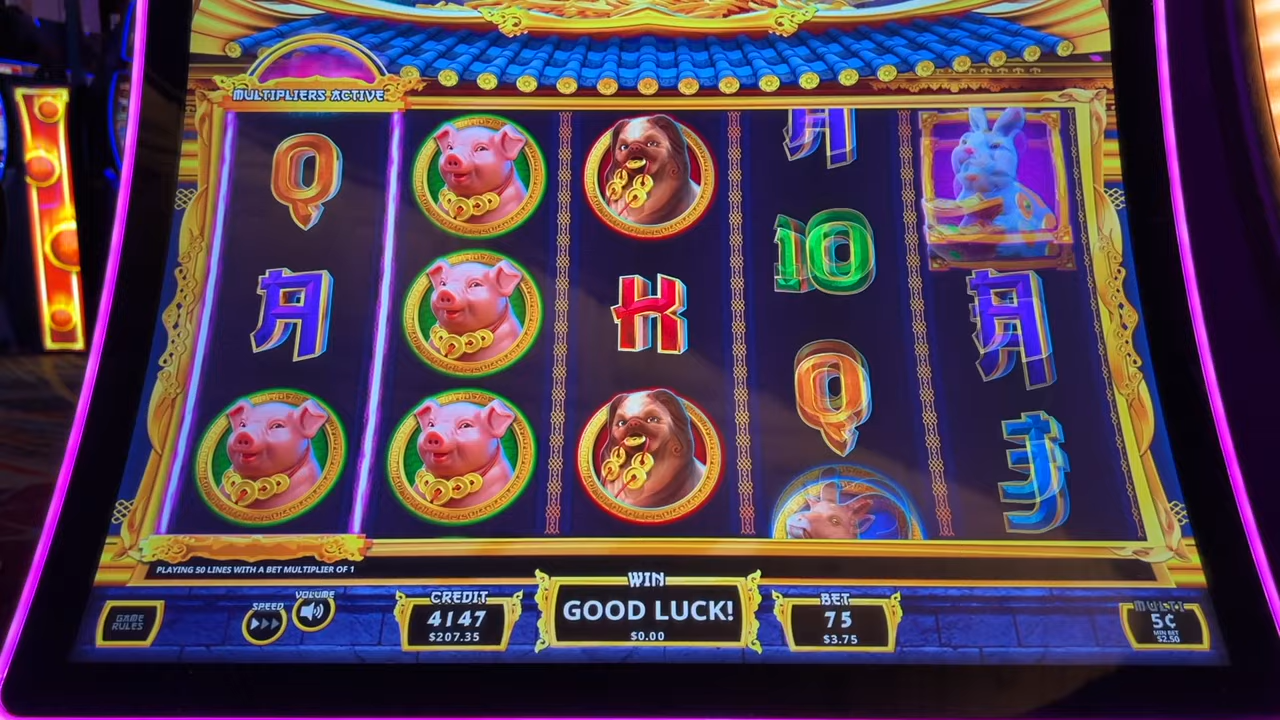 MULTIPLIERS ACTIVE
Q
A
10
K
A
Q
J
A
PLAYING 50 LINES WITH A BET MULTIPLIER OF 1
GAME RULES
SPEED
VOLUME
CREDIT
4147
$207.35
WIN
GOOD LUCK!
$0.00
BET
75
$3.75
MULTI
5¢
MIN BET
$2.50